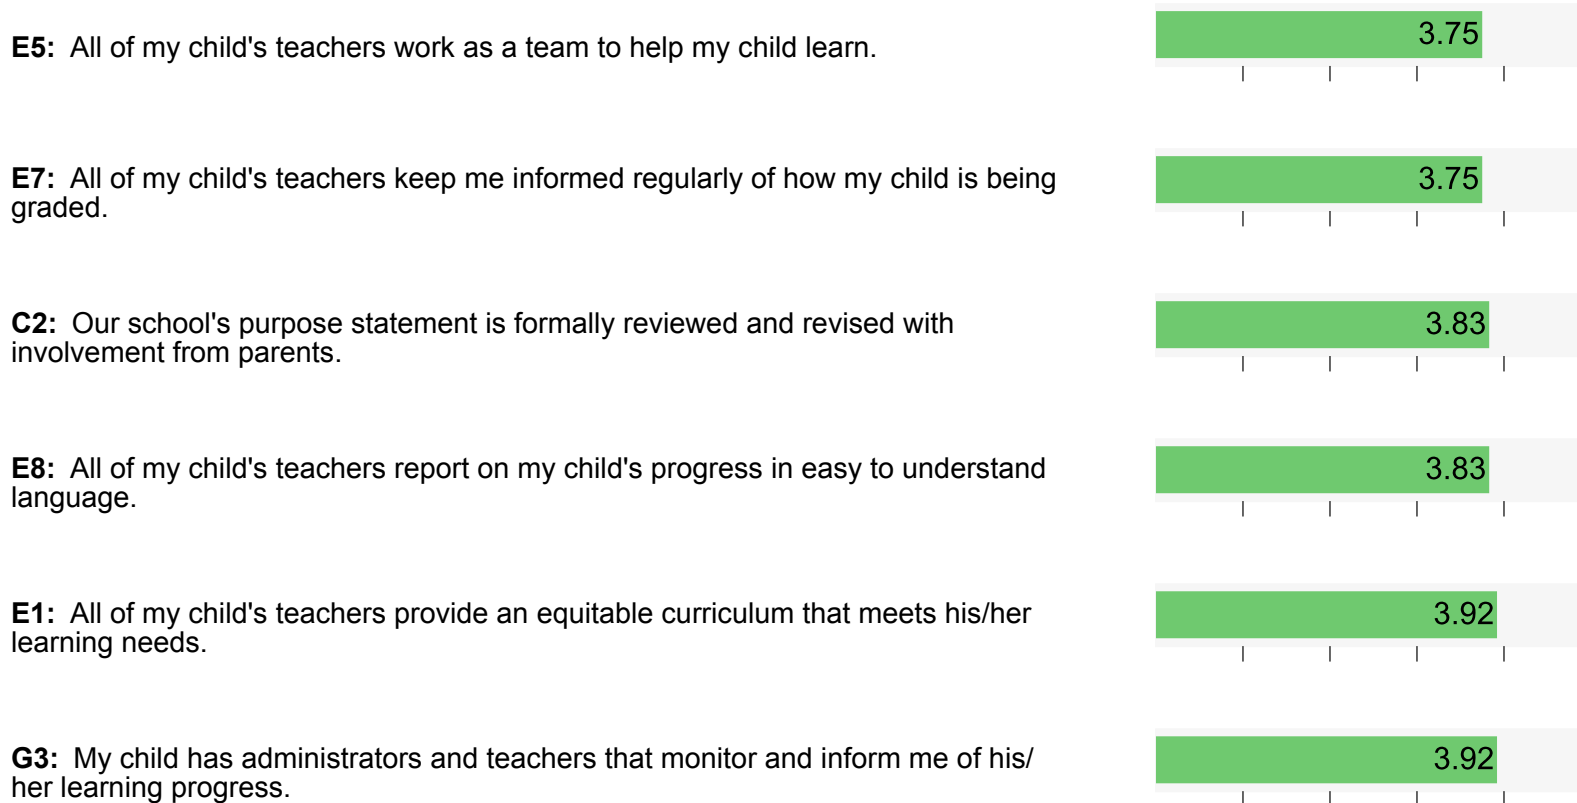 E5: All of my child's teachers work as a team to help my child learn.
3.75
E7: All of my child's teachers keep me informed regularly of how my child is being
graded.
3.75
C2: Our school's purpose statement is formally reviewed and revised with
involvement from parents.
3.83
E8: All of my child's teachers report on my child's progress in easy to understand
language.
3.83
E1: All of my child's teachers provide an equitable curriculum that meets his/her
learning needs.
3.92
G3: My child has administrators and teachers that monitor and inform me of his/
her learning progress.
3.92